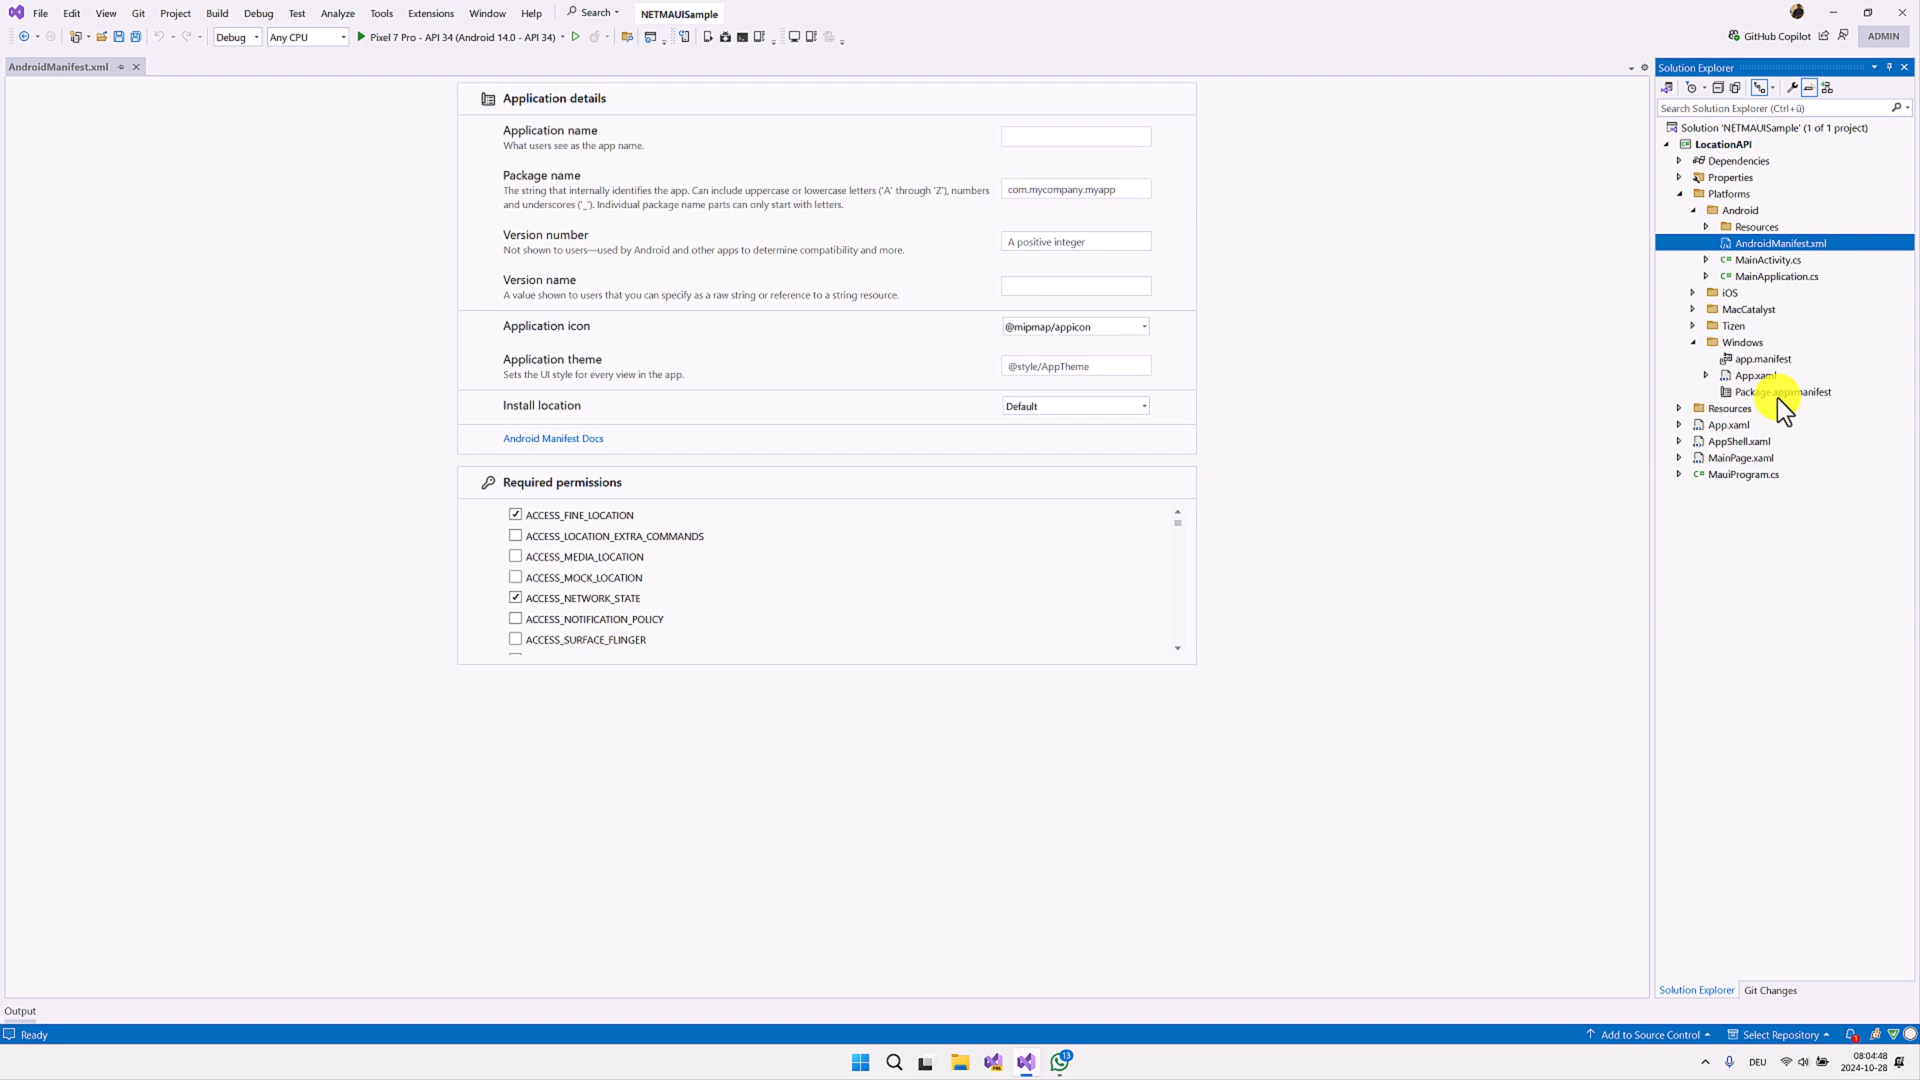 File Edit View Git Project Build Debug Test Analyze Tools Extensions Window Help Search NETMAUISample
Debug Any CPU Pixel 7 Pro - API 34 (Android 14.0 - API 34) GitHub Copilot ADMIN
AndroidManifest.xml
Application details
Application name
What users see as the app name.
Package name
The string that internally identifies the app. Can include uppercase or lowercase letters ('A' through 'Z'), numbers
and underscores ('_'). Individual package name parts can only start with letters.
com.mycompany.myapp
Version number
Not shown to users—used by Android and other apps to determine compatibility and more.
A positive integer
Version name
A value shown to users that you can specify as a raw string or reference to a string resource.
Application icon
@mipmap/appicon
Application theme
Sets the UI style for every view in the app.
@style/AppTheme
Install location
Default
Android Manifest Docs
Required permissions
ACCESS_FINE_LOCATION
ACCESS_LOCATION_EXTRA_COMMANDS
ACCESS_MEDIA_LOCATION
ACCESS_MOCK_LOCATION
ACCESS_NETWORK_STATE
ACCESS_NOTIFICATION_POLICY
ACCESS_SURFACE_FLINGER
Solution Explorer
Search Solution Explorer (Ctrl+ü)
Solution 'NETMAUISample' (1 of 1 project)
LocationAPI
Dependencies
Properties
Platforms
Android
Resources
AndroidManifest.xml
MainActivity.cs
MainApplication.cs
iOS
MacCatalyst
Tizen
Windows
app.manifest
App.xaml
Package.appxmanifest
Resources
App.xaml
AppShell.xaml
MainPage.xaml
MauiProgram.cs
Solution Explorer Git Changes
Output
Ready Add to Source Control Select Repository 1
13
DEU
08:04:48
2024-10-28